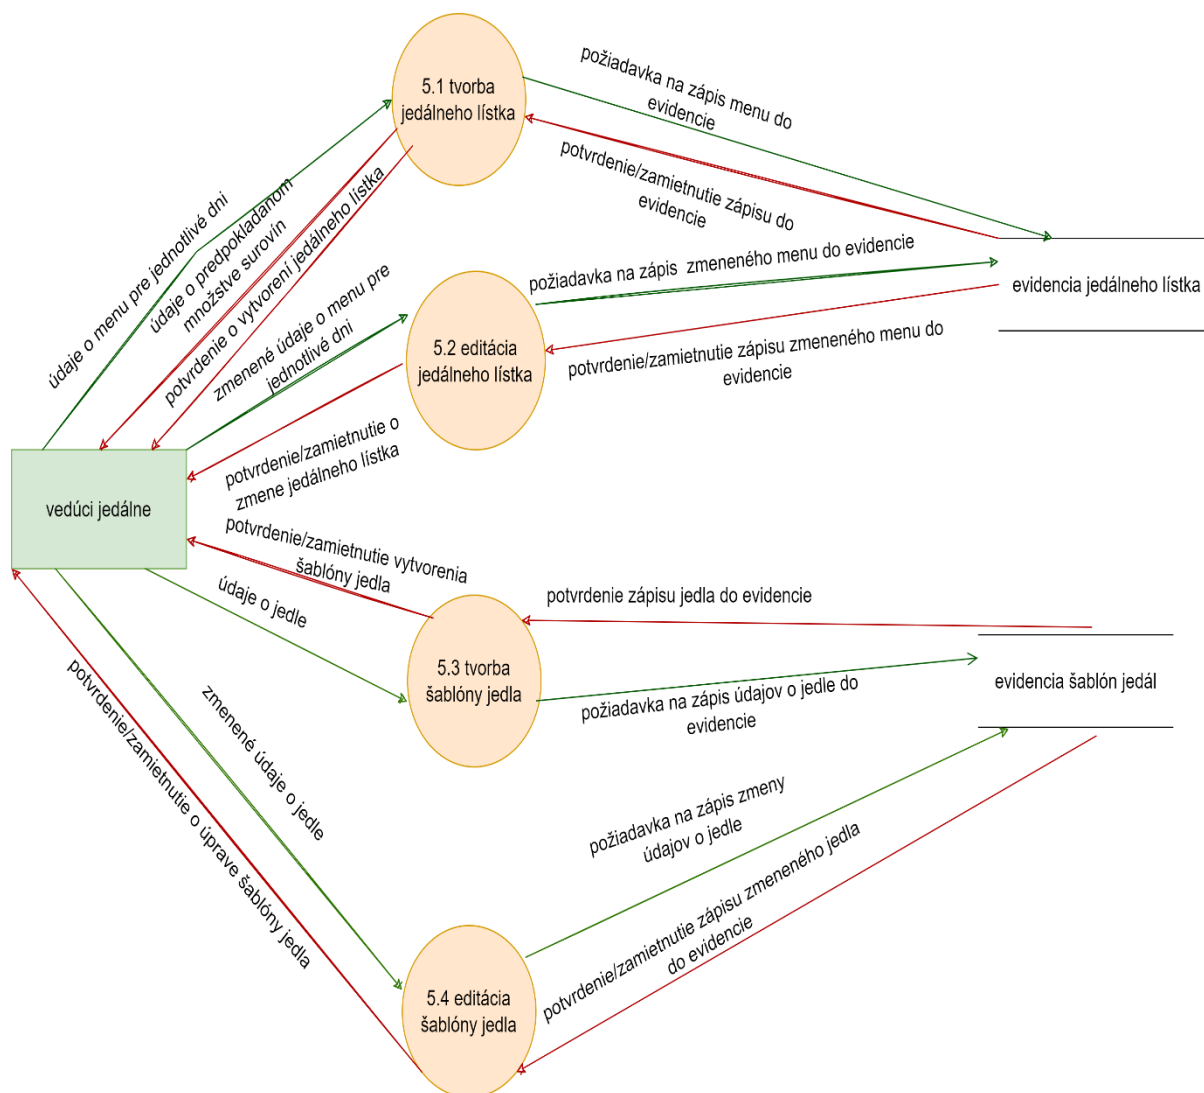 5.1 tvorba
jedálneho lístka
požiadavka na zápis menu do
evidencie
potvrdenie/zamietnutie zápisu do
evidencie
údaje o menu pre jednotlivé dni
údaje o predpokladanom
množstve surovín
potvrdenie o vytvorení jedálneho lístka
zmenené údaje o menu pre
jednotlivé dni
5.2 editácia
jedálneho lístka
požiadavka na zápis  zmeneného menu do evidencie
evidencia jedálneho lístka
potvrdenie/zamietnutie zápisu zmeneného menu do
evidencie
potvrdenie/zamietnutie o
zmene jedálneho lístka
vedúci jedálne
potvrdenie/zamietnutie vytvorenia
šablóny jedla
údaje o jedle
potvrdenie zápisu jedla do evidencie
5.3 tvorba
šablóny jedla
požiadavka na zápis údajov o jedle do
evidencie
evidencia šablón jedál
zmenené údaje o jedle
potvrdenie/zamietnutie o úprave šablóny jedla
požiadavka na zápis zmeny
údajov o jedle
potvrdenie/zamietnutie zápisu zmeneného jedla
do evidencie
5.4 editácia
šablóny jedla